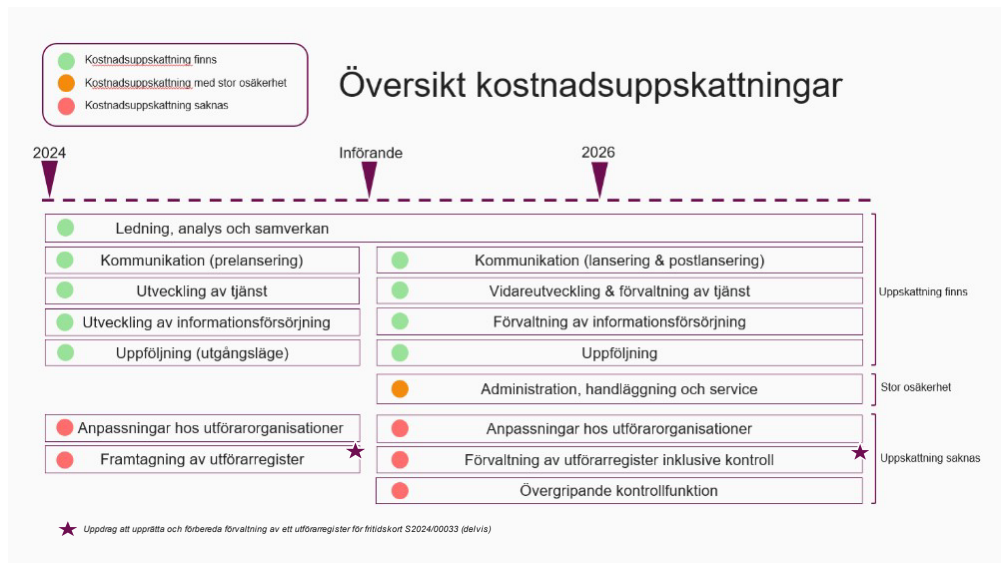 Kostnadsuppskattning finns
Kostnadsuppskattning med stor osäkerhet
Kostnadsuppskattning saknas
Översikt kostnadsuppskattningar
2024
Införande
2026
Ledning, analys och samverkan
Kommunikation (prelansering)
Kommunikation (lansering & postlansering)
Utveckling av tjänst
Vidareutveckling & förvaltning av tjänst
Uppskattning finns
Utveckling av informationsförsörjning
Förvaltning av informationsförsörjning
Uppföljning (utgångsläge)
Uppföljning
Administration, handläggning och service
Stor osäkerhet
Anpassningar hos utförarorganisationer
Anpassningar hos utförarorganisationer
Framtagning av utförarregister
Förvaltning av utförarregister inklusive kontroll
Uppskattning saknas
Övergripande kontrollfunktion
Uppdrag att upprätta och förbereda förvaltning av ett utförarregister för fritidskort S2024/00033 (delvis)